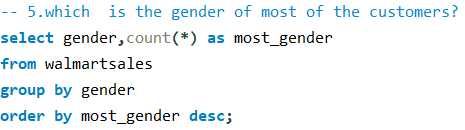 -- 5.which  is the gender of most of the customers?
select gender,count(*) as most_gender
from walmartsales
group by gender
order by most_gender desc;